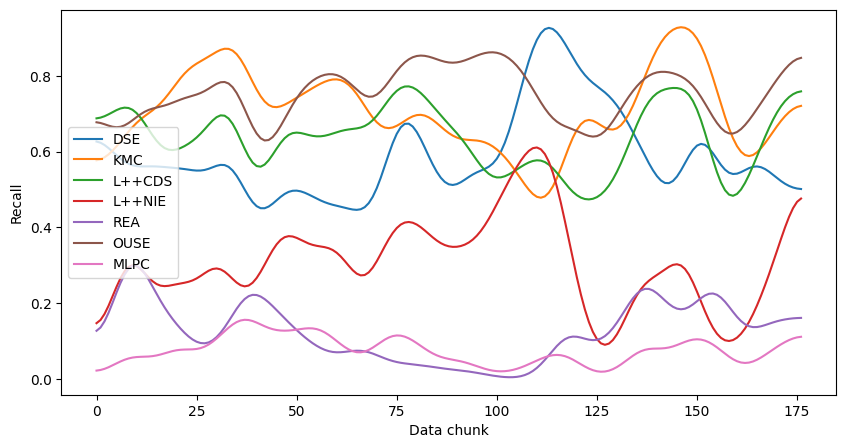 0.8
0.6
0.4
0.2
0.0
Recall
DSE
KMC
L++CDS
L++NIE
REA
OUSE
MLPC
0 25 50 75 100 125 150 175
Data chunk